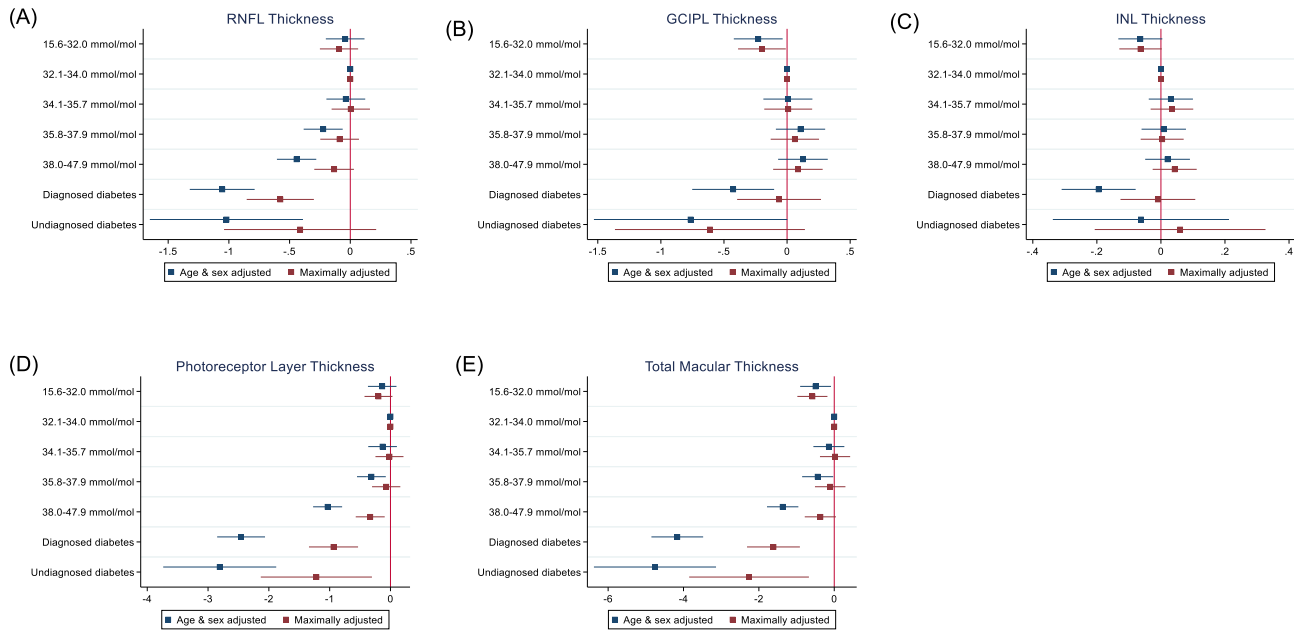 (A)
RNFL Thickness
15.6-32.0 mmol/mol
32.1-34.0 mmol/mol
34.1-35.7 mmol/mol
35.8-37.9 mmol/mol
38.0-47.9 mmol/mol
Diagnosed diabetes
Undiagnosed diabetes
-1.5 -1 -.5 0 .5
Age & sex adjusted Maximally adjusted
(B)
GCIPL Thickness
15.6-32.0 mmol/mol
32.1-34.0 mmol/mol
34.1-35.7 mmol/mol
35.8-37.9 mmol/mol
38.0-47.9 mmol/mol
Diagnosed diabetes
Undiagnosed diabetes
-1.5 -1 -.5 0 .5
Age & sex adjusted Maximally adjusted
(C)
INL Thickness
15.6-32.0 mmol/mol
32.1-34.0 mmol/mol
34.1-35.7 mmol/mol
35.8-37.9 mmol/mol
38.0-47.9 mmol/mol
Diagnosed diabetes
Undiagnosed diabetes
-.4 -.2 0 .2 .4
Age & sex adjusted Maximally adjusted
(D)
Photoreceptor Layer Thickness
15.6-32.0 mmol/mol
32.1-34.0 mmol/mol
34.1-35.7 mmol/mol
35.8-37.9 mmol/mol
38.0-47.9 mmol/mol
Diagnosed diabetes
Undiagnosed diabetes
-4 -3 -2 -1 0
Age & sex adjusted Maximally adjusted
(E)
Total Macular Thickness
15.6-32.0 mmol/mol
32.1-34.0 mmol/mol
34.1-35.7 mmol/mol
35.8-37.9 mmol/mol
38.0-47.9 mmol/mol
Diagnosed diabetes
Undiagnosed diabetes
-6 -4 -2 0
Age & sex adjusted Maximally adjusted